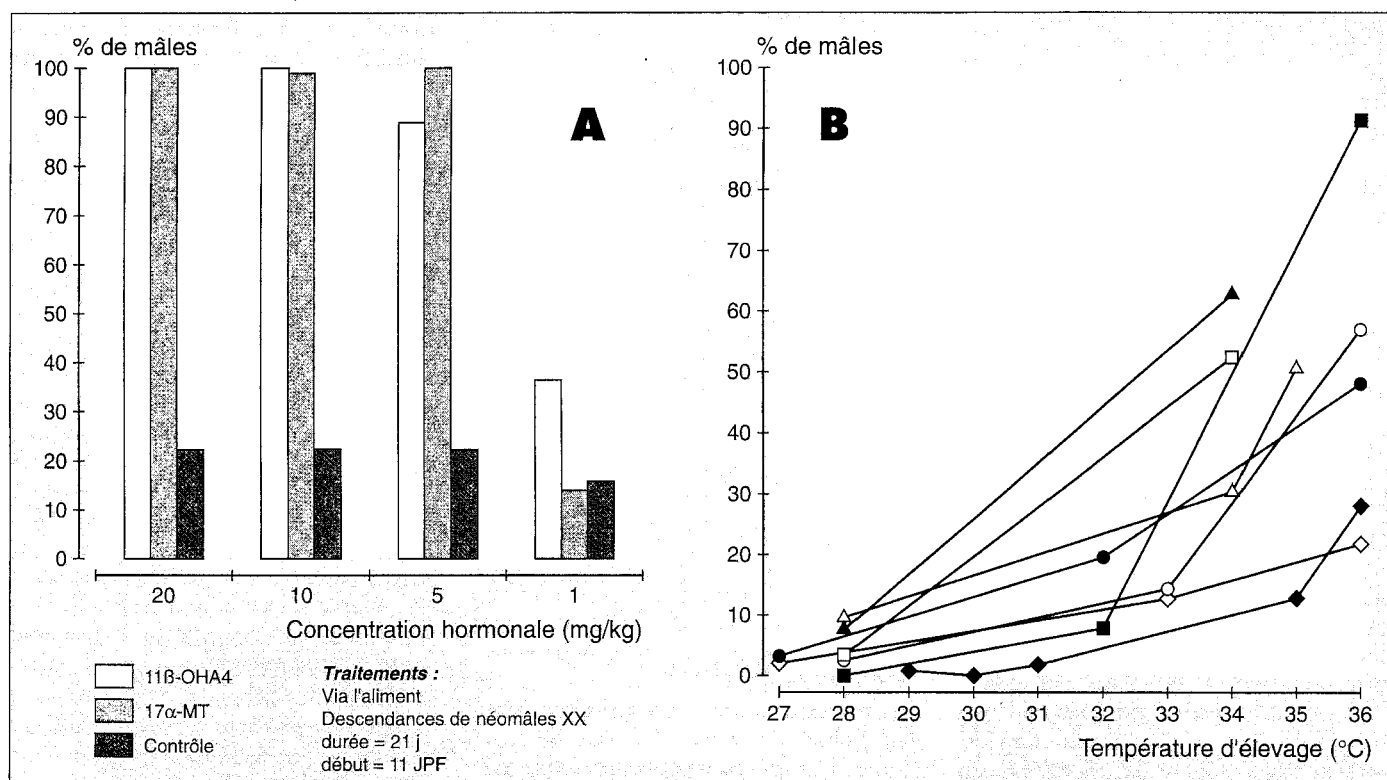 % de mâles
100
90
80
70
60
50
40
30
20
10
0
20 10 5 1
Concentration hormonale (mg/kg)
A
11β-OHA4
17α-MT
Contrôle
Traitements :
Via l'aliment
Descendances de néomâles XX
durée = 21 j
début = 11 JPF
% de mâles
100
90
80
70
60
50
40
30
20
10
0
27 28 29 30 31 32 33 34 35 36
Température d'élevage (°C)
B